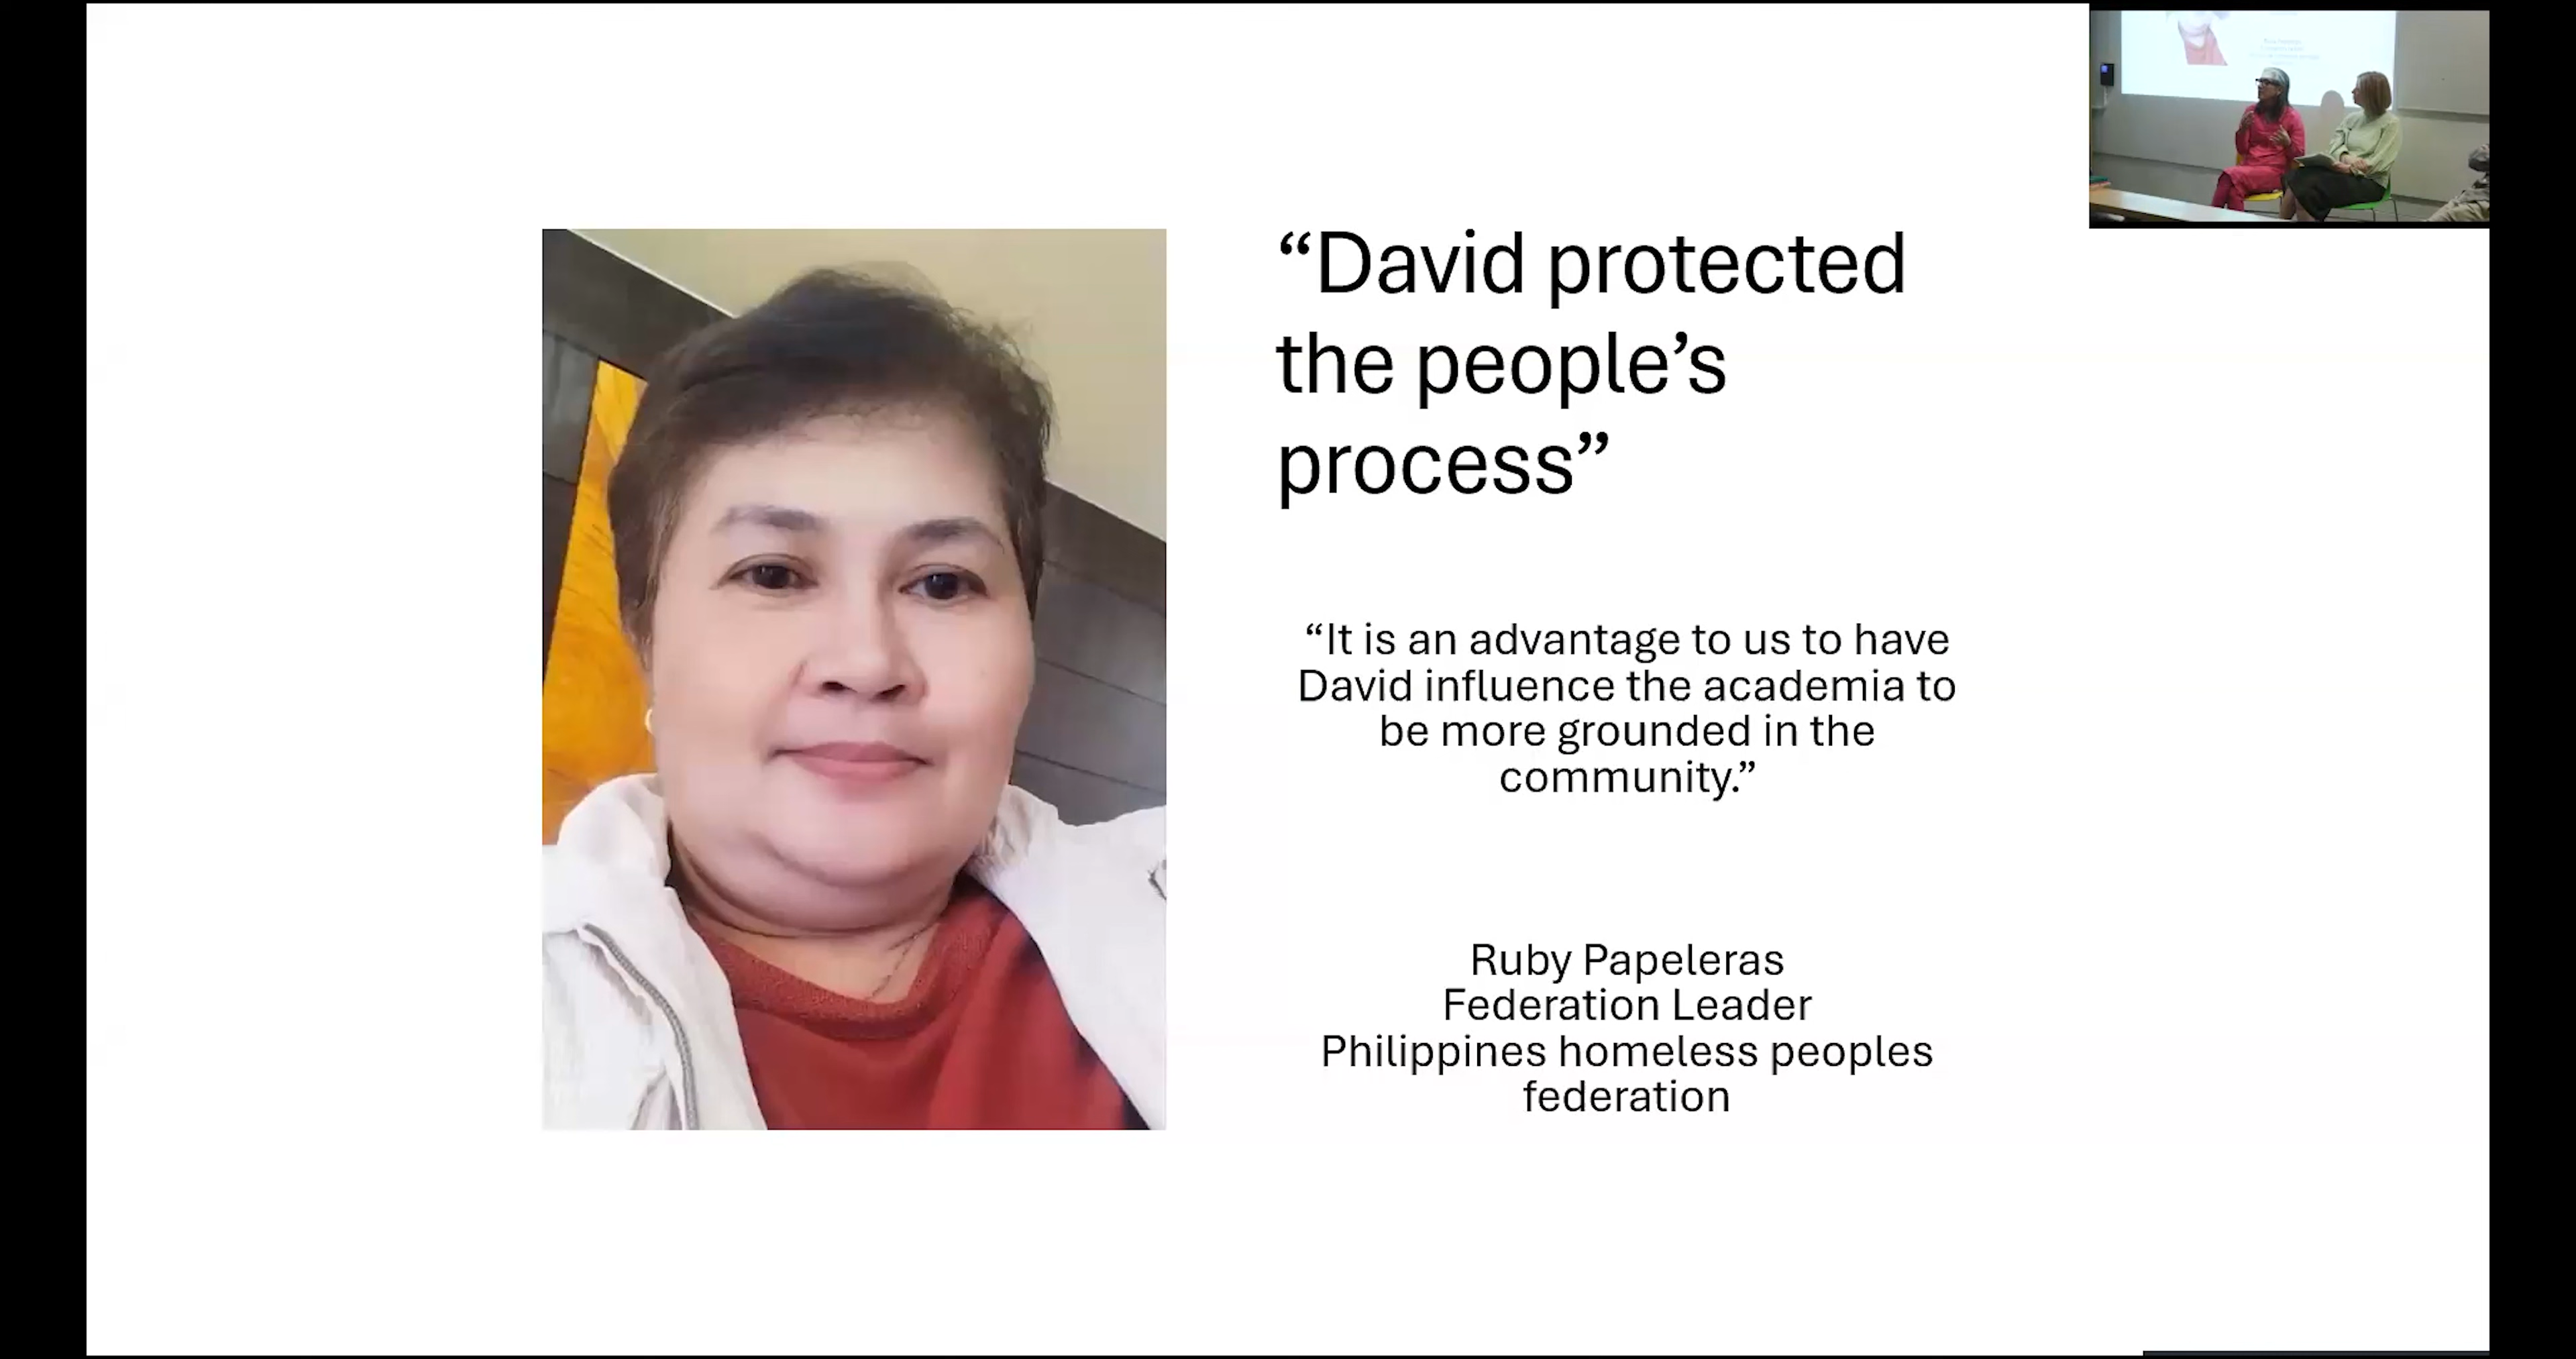 “David protected
the people’s
process”
“It is an advantage to us to have
David influence the academia to
be more grounded in the
community.”
Ruby Papeleras
Federation Leader
Philippines homeless peoples
federation